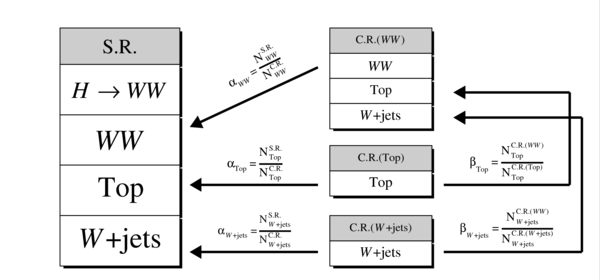 S.R.
H → WW
WW
Top
W+jets
α_WW = N^S.R._WW / N^C.R._WW
α_Top = N^S.R._Top / N^C.R._Top
α_W+jets = N^S.R._W+jets / N^C.R._W+jets
C.R.(WW)
WW
Top
W+jets
C.R.(Top)
Top
C.R.(W+jets)
W+jets
β_Top = N^C.R.(WW)_Top / N^C.R.(Top)_Top
β_W+jets = N^C.R.(WW)_W+jets / N^C.R.(W+jets)_W+jets